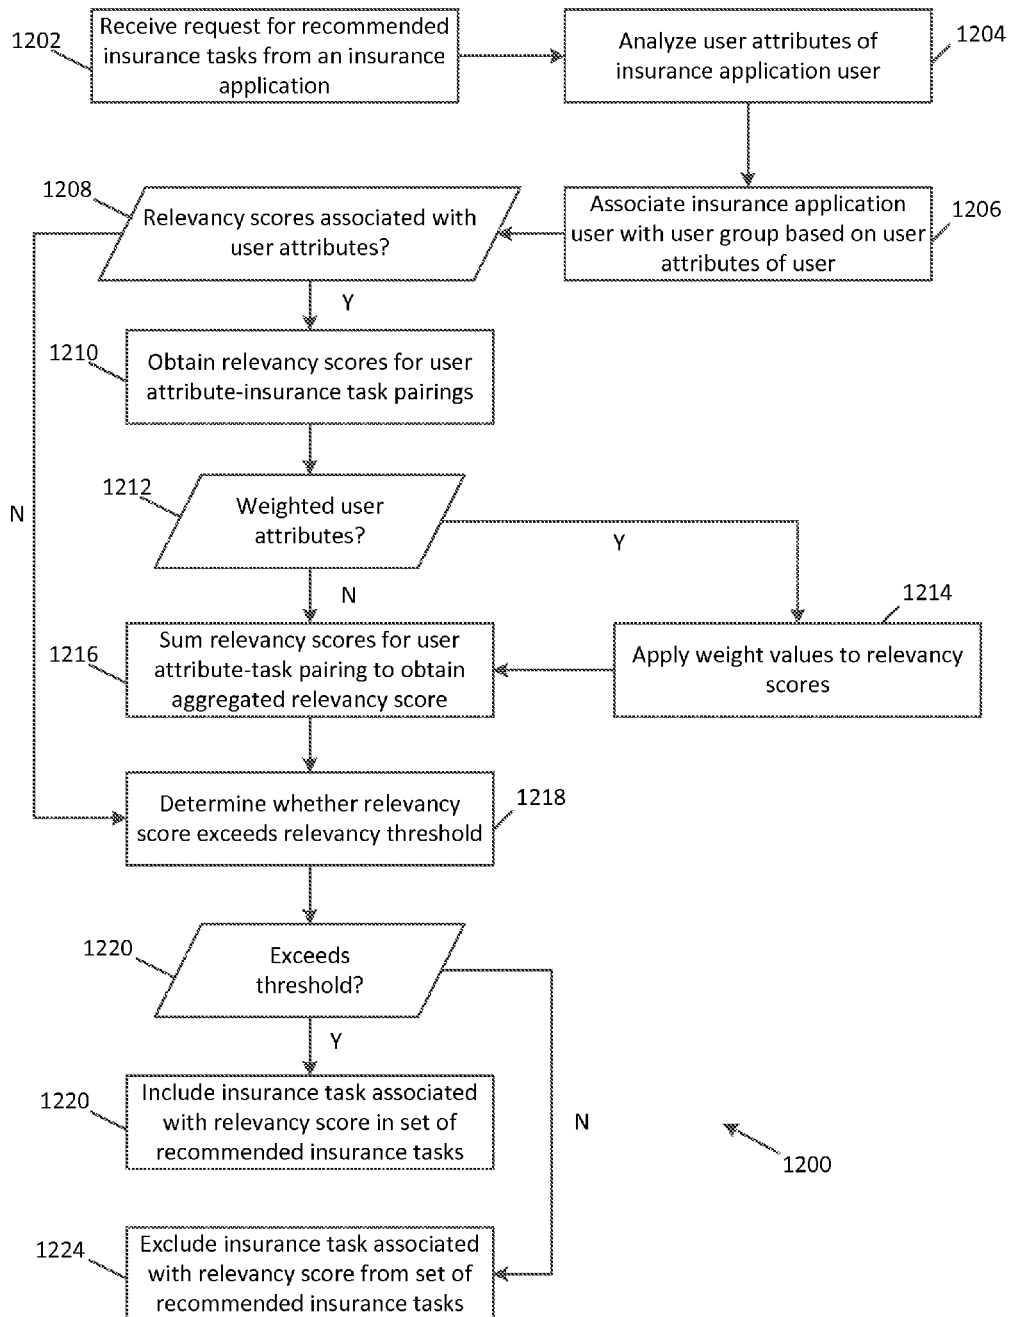 1202
Receive request for recommended
insurance tasks from an insurance
application
Analyze user attributes of
insurance application user
1204
1208
Relevancy scores associated with
user attributes?
Associate insurance application
user with user group based on user
attributes of user
1206
Y
1210
Obtain relevancy scores for user
attribute-insurance task pairings
N
1212
Weighted user
attributes?
Y
N
1214
1216
Sum relevancy scores for user
attribute-task pairing to obtain
aggregated relevancy score
Apply weight values to relevancy
scores
Determine whether relevancy
score exceeds relevancy threshold
1218
1220
Exceeds
threshold?
Y
1220
Include insurance task associated
with relevancy score in set of
recommended insurance tasks
N
1200
1224
Exclude insurance task associated
with relevancy score from set of
recommended insurance tasks